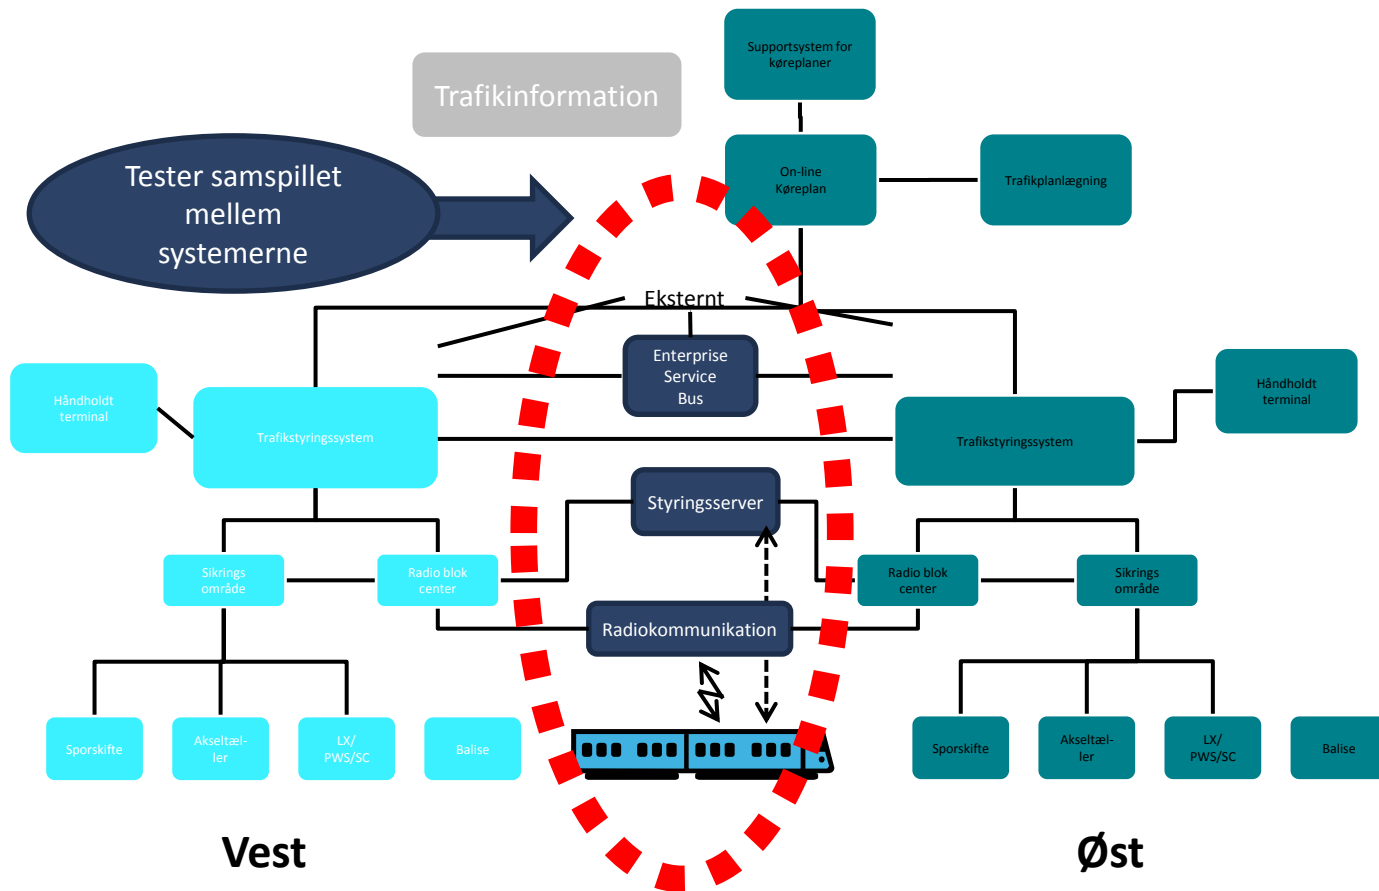 Supportsystem for
køreplaner
Trafikinformation
On-line
Køreplan
Trafikplanlægning
Tester samspillet
mellem
systemerne
Eksternt
Enterprise
Service
Bus
Håndholdt
terminal
Trafikstyringssystem
Trafikstyringssystem
Håndholdt
terminal
Styringsserver
Sikrings
område
Radio blok
center
Radio blok
center
Sikrings
område
Radiokommunikation
Sporskifte
Akseltæl-
ler
LX/
PWS/SC
Balise
Sporskifte
Akseltæl-
ler
LX/
PWS/SC
Balise
Vest
Øst